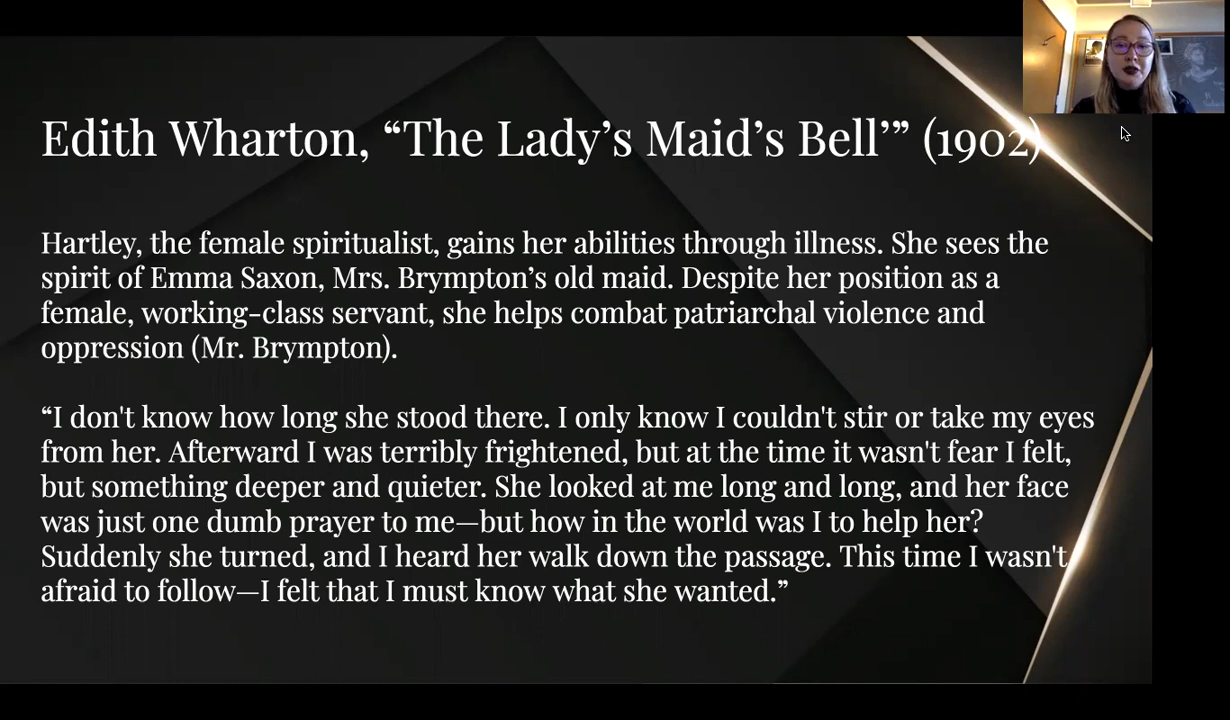 Edith Wharton, “The Lady’s Maid’s Bell’” (1902)
Hartley, the female spiritualist, gains her abilities through illness. She sees the
spirit of Emma Saxon, Mrs. Brympton’s old maid. Despite her position as a
female, working-class servant, she helps combat patriarchal violence and
oppression (Mr. Brympton).
“I don't know how long she stood there. I only know I couldn't stir or take my eyes
from her. Afterward I was terribly frightened, but at the time it wasn't fear I felt,
but something deeper and quieter. She looked at me long and long, and her face
was just one dumb prayer to me—but how in the world was I to help her?
Suddenly she turned, and I heard her walk down the passage. This time I wasn't
afraid to follow—I felt that I must know what she wanted.”